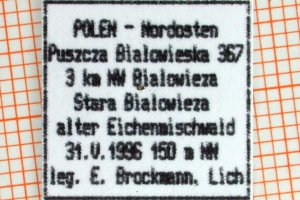 POLEN - Nordosten
Puszcza Bialowieska 367
3 km NW Bialowieza
Stara Bialowieza
alter Eichenmischwald
31.V.1996 150 m NN
leg. E. Brockmann, Lich